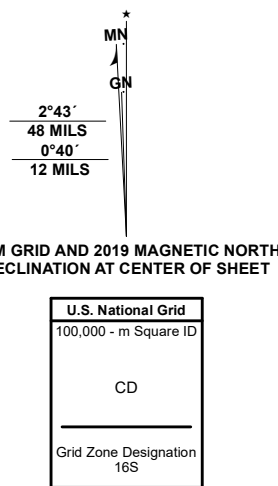 ★
MN
GN
2°43´
48 MILS
0°40´
12 MILS
M GRID AND 2019 MAGNETIC NORTH
ECLINATION AT CENTER OF SHEET
U.S. National Grid
100,000 - m Square ID
CD
Grid Zone Designation
16S